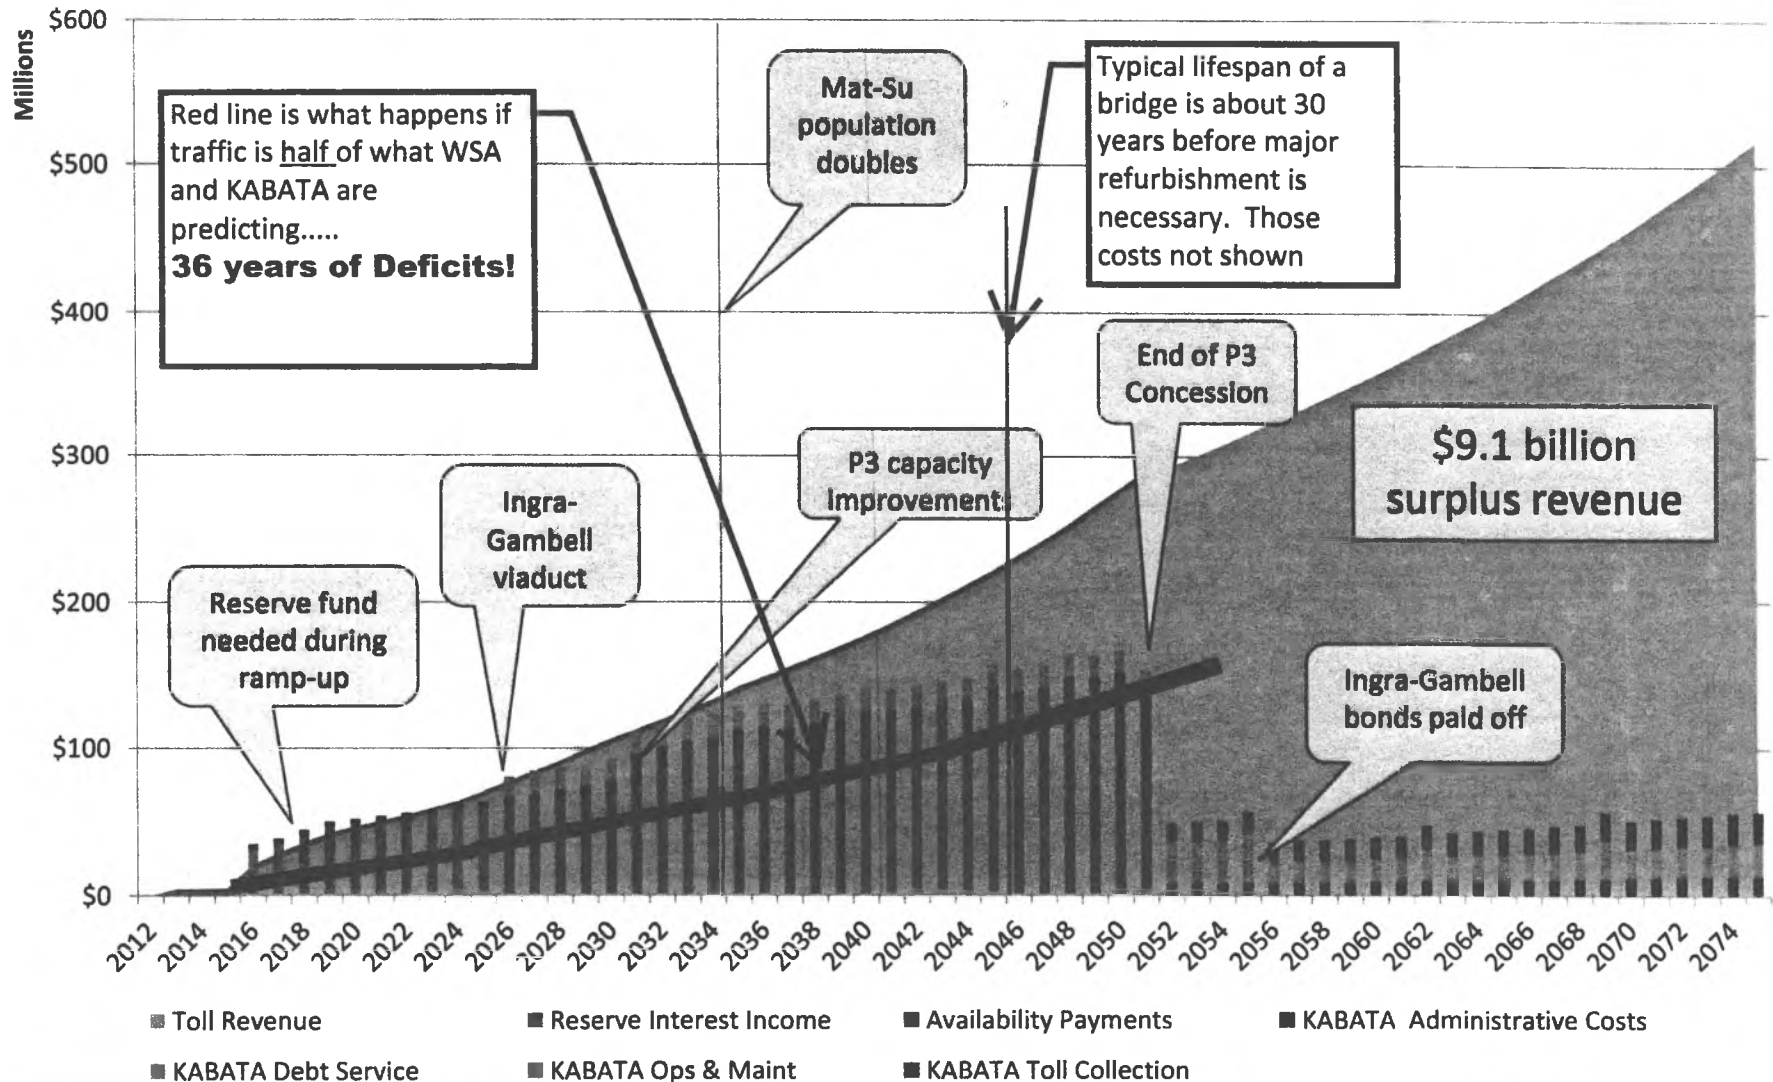 Millions
$600
$500
$400
$300
$200
$100
$0
Red line is what happens if
traffic is half of what WSA
and KABATA are
predicting.....
36 years of Deficits!
Mat-Su
population
doubles
Typical lifespan of a
bridge is about 30
years before major
refurbishment is
necessary. Those
costs not shown
End of P3
Concession
P3 capacity
improvements
Ingra-
Gambell
viaduct
Reserve fund
needed during
ramp-up
$9.1 billion
surplus revenue
Ingra-Gambell
bonds paid off
2012 2014 2016 2018 2020 2022 2024 2026 2028 2030 2032 2034 2036 2038 2040 2042 2044 2046 2048 2050 2052 2054 2056 2058 2060 2062 2064 2066 2068 2070 2072 2074
Toll Revenue Reserve Interest Income Availability Payments KABATA Administrative Costs
KABATA Debt Service KABATA Ops & Maint KABATA Toll Collection